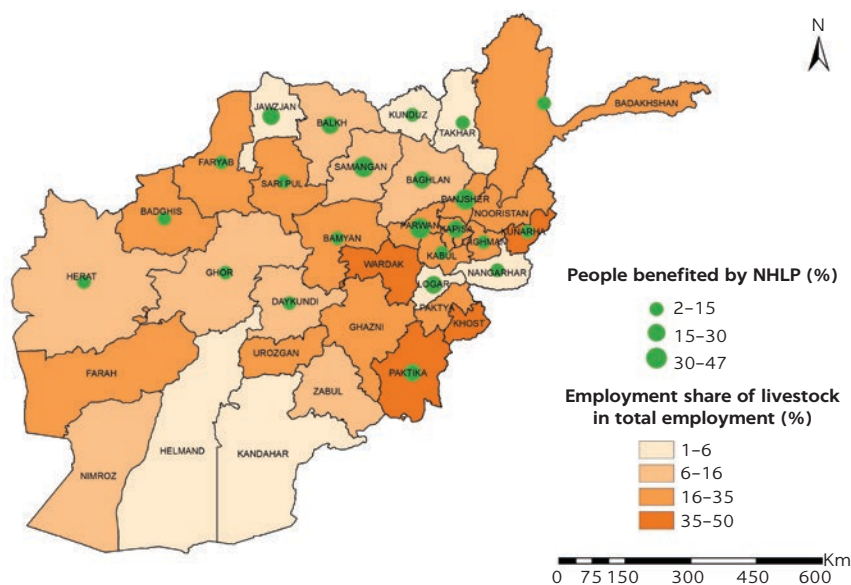 N
BADAKHSHAN
JAWZJAN
KUNDUZ
BALKH
TAKHAR
FARYAB
SAMANGAN
SARI PUL
BAGHLAN
PANJSHER
NOORISTAN
BADGHIS
PARWAN
KAPISA
KUNARHA
BAMYAN
LAGHMAN
KABUL
WARDAK
NANGARHAR
HERAT
GHOR
LOGAR
DAYKUNDI
PAKTYA
KHOST
GHAZNI
UROZGAN
FARAH
PAKTIKA
ZABUL
HELMAND
KANDAHAR
NIMROZ
People benefited by NHLP (%)
2–15
15–30
30–47
Employment share of livestock
in total employment (%)
1–6
6–16
16–35
35–50
Km
0 75 150 300 450 600